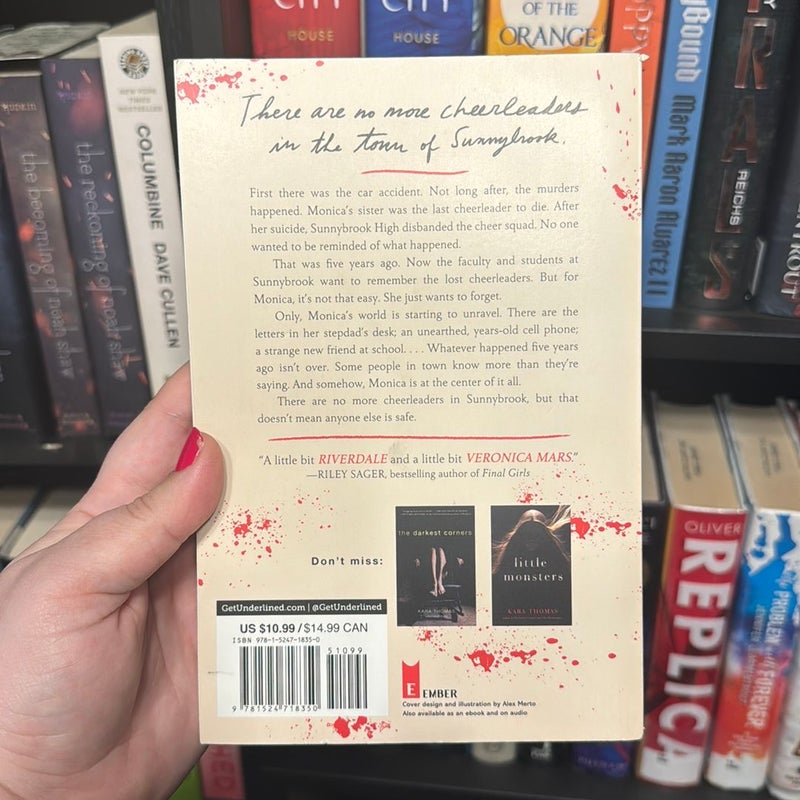 CITY
HOUSE
CITY
HOUSE
OF THE
ORANGE
Bound
Mark Aaron Alvarez II
REICHS
COLUMBINE DAVE CULLEN
the becoming of noah shaw
the reckoning of noah shaw
There are no more cheerleaders
in the town of Sunnybrook.
First there was the car accident. Not long after, the murders
happened. Monica's sister was the last cheerleader to die. After
her suicide, Sunnybrook High disbanded the cheer squad. No one
wanted to be reminded of what happened.
That was five years ago. Now the faculty and students at
Sunnybrook want to remember the lost cheerleaders. But for
Monica, it's not that easy. She just wants to forget.
Only, Monica's world is starting to unravel. There are the
letters in her stepdad's desk; an unearthed, years-old cell phone;
a strange new friend at school. . . . Whatever happened five years
ago isn't over. Some people in town know more than they're
saying. And somehow, Monica is at the center of it all.
There are no more cheerleaders in Sunnybrook, but that
doesn't mean anyone else is safe.
"A little bit RIVERDALE and a little bit VERONICA MARS."
—RILEY SAGER, bestselling author of Final Girls
Don't miss:
the darkest corners
KARA THOMAS
little
monsters
KARA THOMAS
GetUnderlined.com | @GetUnderlined
US $10.99 / $14.99 CAN
ISBN 978-1-5247-1835-0
51099
9 781524 718350
E EMBER
Cover design and illustration by Alex Merto
Also available as an ebook and on audio
OLIVER
REPLICA
PROBLEM
FOREVER